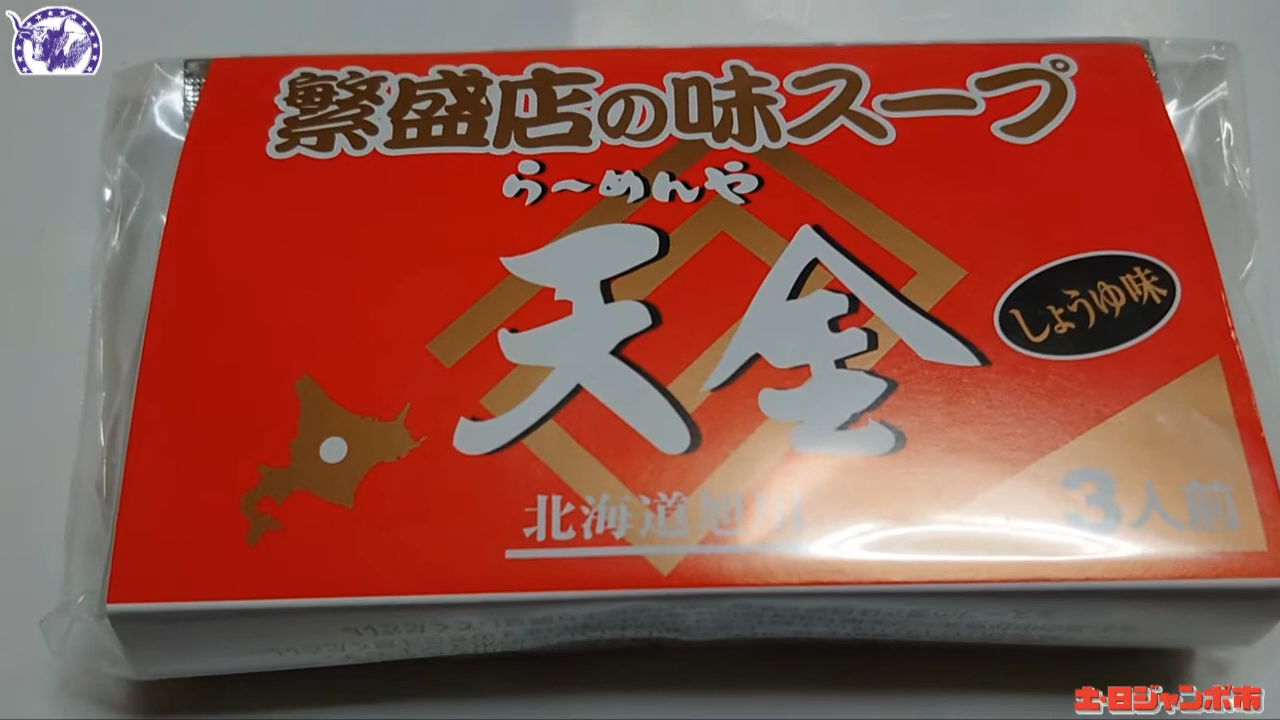 繁盛店の味スープ
ら〜めんや
天金
しょうゆ味
北海道旭川
3人前
土・日ジャンボ市